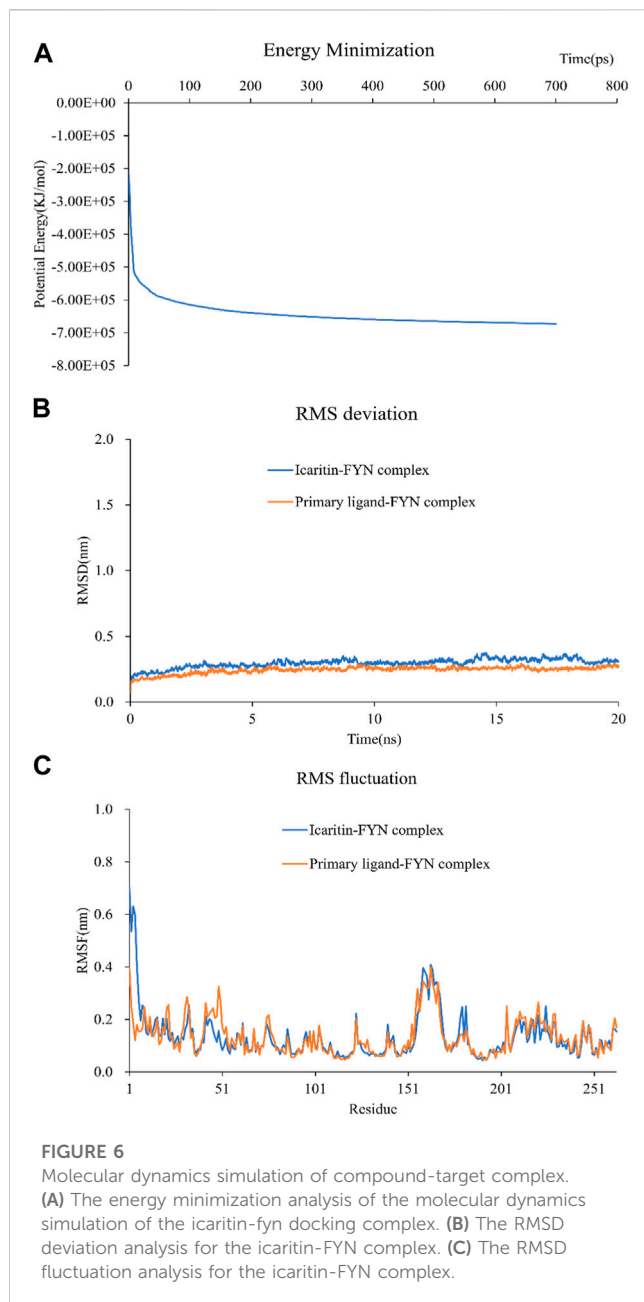 A
Energy Minimization
Time(ps)
0 100 200 300 400 500 600 700 800
0.00E+00
-1.00E+05
-2.00E+05
-3.00E+05
-4.00E+05
-5.00E+05
-6.00E+05
-7.00E+05
-8.00E+05
Potential Energy(KJ/mol)
B
RMS deviation
2.0
1.5
1.0
0.5
0.0
RMSD(nm)
Icaritin-FYN complex
Primary ligand-FYN complex
0 5 10 15 20
Time(ns)
C
RMS fluctuation
1.0
0.8
0.6
0.4
0.2
0.0
RMSF(nm)
Icaritin-FYN complex
Primary ligand-FYN complex
1 51 101 151 201 251
Residue
FIGURE 6
Molecular dynamics simulation of compound-target complex.
(A) The energy minimization analysis of the molecular dynamics
simulation of the icaritin-fyn docking complex. (B) The RMSD
deviation analysis for the icaritin-FYN complex. (C) The RMSD
fluctuation analysis for the icaritin-FYN complex.